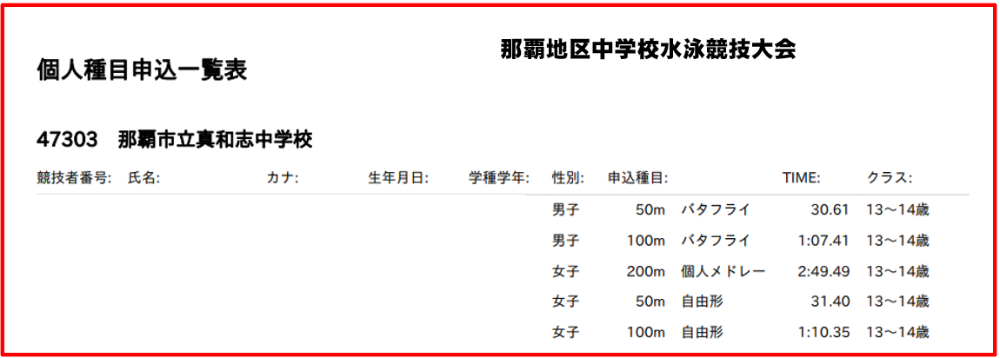 那覇地区中学校水泳競技大会
個人種目申込一覧表
47303 那覇市立真和志中学校
競技者番号: 氏名: カナ: 生年月日: 学種学年: 性別: 申込種目: TIME: クラス:
男子 50m バタフライ 30.61 13～14歳
男子 100m バタフライ 1:07.41 13～14歳
女子 200m 個人メドレー 2:49.49 13～14歳
女子 50m 自由形 31.40 13～14歳
女子 100m 自由形 1:10.35 13～14歳